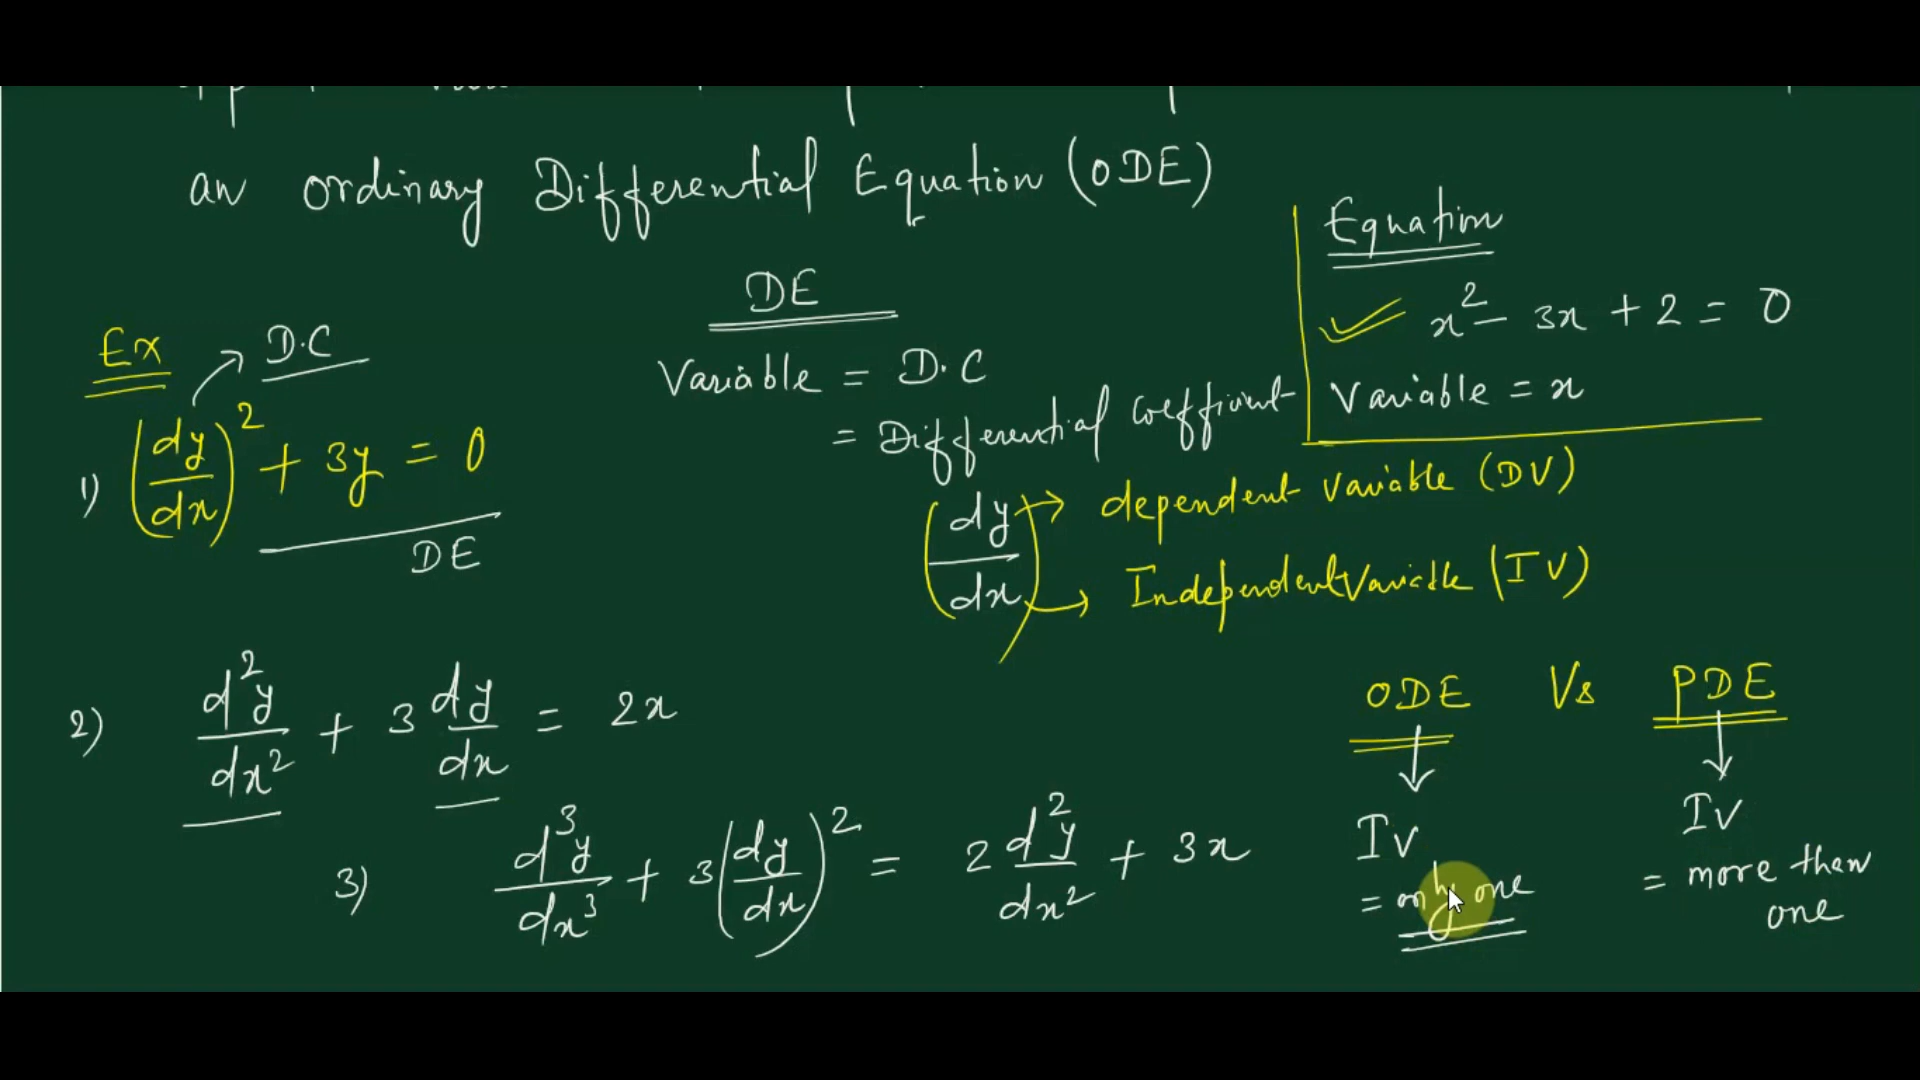 an ordinary Differential Equation (ODE)
Equation
x² - 3x + 2 = 0
Variable = x
DE
Variable = D.C
= Differential Coefficient
Ex
D.C
1) (dy/dx)² + 3y = 0
DE
dy/dx
dependent Variable (DV)
Independent Variable (IV)
2) d²y/dx² + 3 dy/dx = 2x
3) d³y/dx³ + 3(dy/dx)² = 2 d²y/dx² + 3x
ODE Vs PDE
IV
= only one
IV
= more than
one